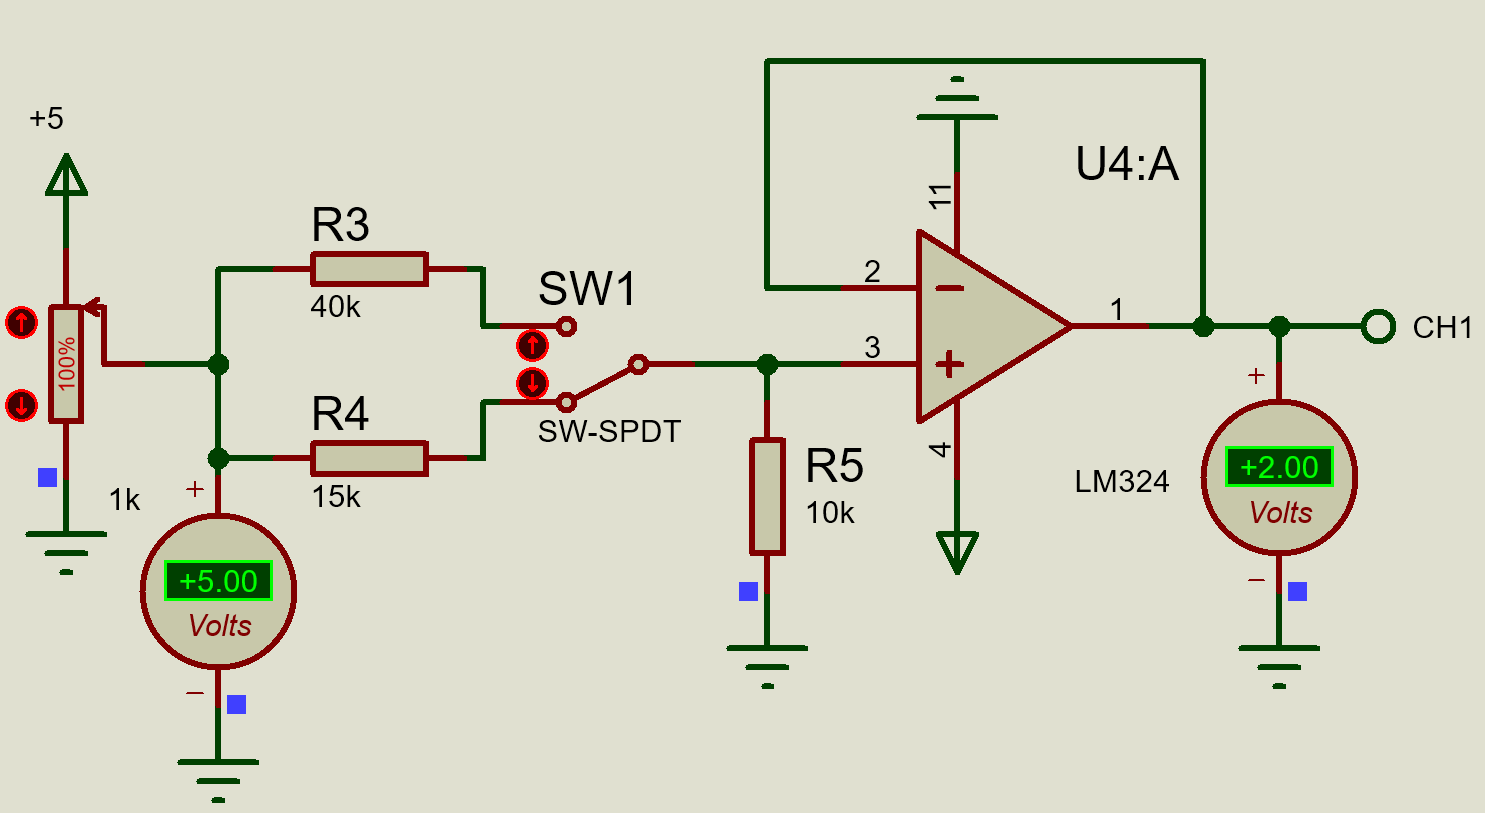 +5
100%
1k
+
+5.00
Volts
−
R3
40k
R4
15k
SW1
SW-SPDT
R5
10k
U4:A
11
2
3
1
4
LM324
CH1
+
+2.00
Volts
−